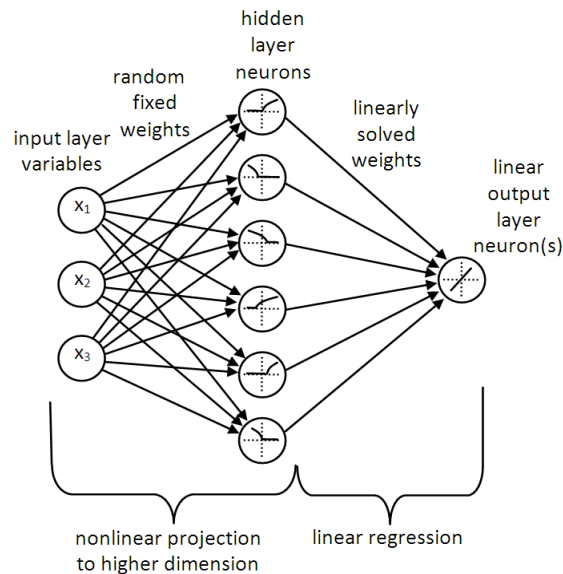 hidden
layer
neurons
random
fixed
weights
linearly
solved
weights
input layer
variables
linear
output
layer
neuron(s)
x₁
x₂
x₃
nonlinear projection
to higher dimension
linear regression